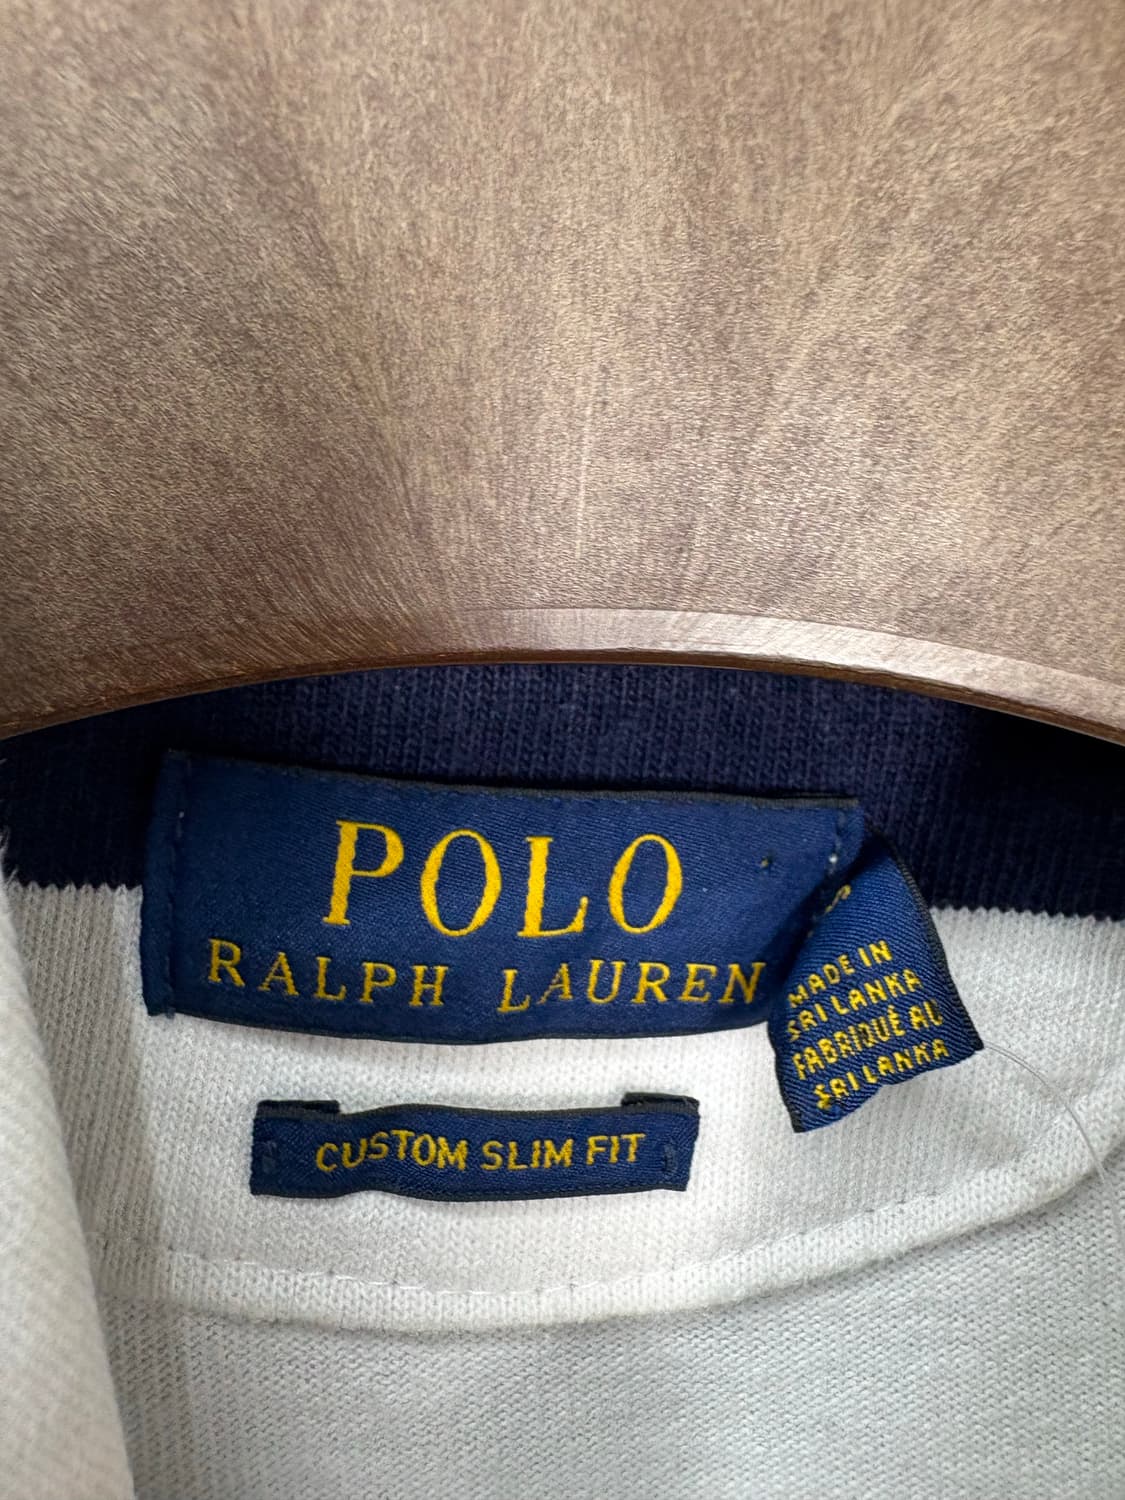 POLO
RALPH LAUREN
S
MADE IN
SRI LANKA
FABRIQUÉ AU
SRI LANKA
CUSTOM SLIM FIT